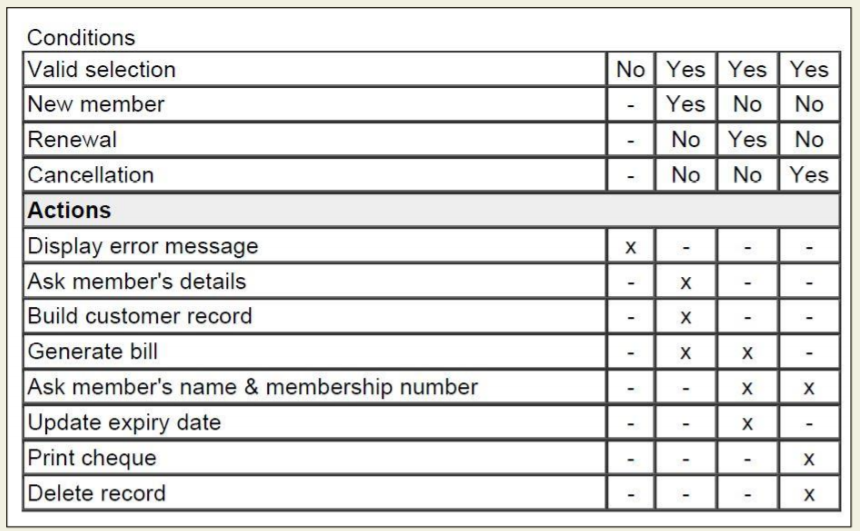 Conditions
Valid selection No Yes Yes Yes
New member - Yes No No
Renewal - No Yes No
Cancellation - No No Yes
Actions
Display error message x - - -
Ask member's details - x - -
Build customer record - x - -
Generate bill - x x -
Ask member's name & membership number - - x x
Update expiry date - - x -
Print cheque - - - x
Delete record - - - x